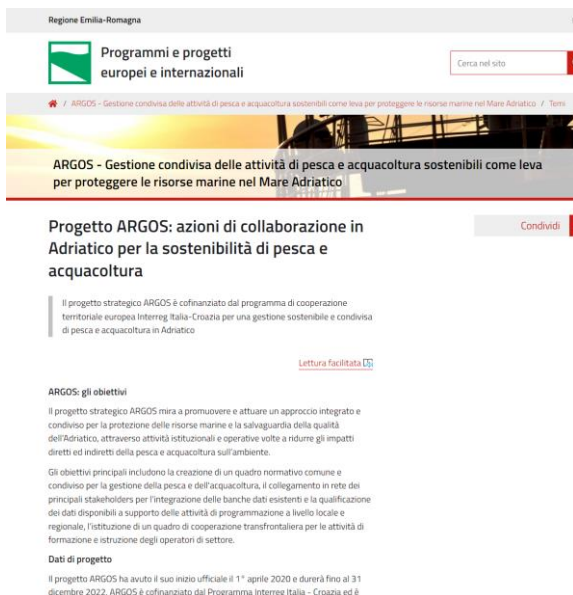 Regione Emilia-Romagna
Programmi e progetti
europei e internazionali
Cerca nel sito
/ ARGOS - Gestione condivisa delle attività di pesca e acquacoltura sostenibili come leva per proteggere le risorse marine nel Mare Adriatico / Temi
ARGOS - Gestione condivisa delle attività di pesca e acquacoltura sostenibili come leva
per proteggere le risorse marine nel Mare Adriatico
Progetto ARGOS: azioni di collaborazione in
Adriatico per la sostenibilità di pesca e
acquacoltura
Condividi
Il progetto strategico ARGOS è cofinanziato dal programma di cooperazione
territoriale europea Interreg Italia-Croazia per una gestione sostenibile e condivisa
di pesca e acquacoltura in Adriatico
Lettura facilitata
ARGOS: gli obiettivi
Il progetto strategico ARGOS mira a promuovere e attuare un approccio integrato e
condiviso per la protezione delle risorse marine e la salvaguardia della qualità
dell'Adriatico, attraverso attività istituzionali e operative volte a ridurre gli impatti
diretti ed indiretti della pesca e acquacoltura sull'ambiente.
Gli obiettivi principali includono la creazione di un quadro normativo comune e
condiviso per la gestione della pesca e dell'acquacoltura, il collegamento in rete dei
principali stakeholders per l'integrazione delle banche dati esistenti e la qualificazione
dei dati disponibili a supporto delle attività di programmazione a livello locale e
regionale, l'istituzione di un quadro di cooperazione transfrontaliera per le attività di
formazione e istruzione degli operatori di settore.
Dati di progetto
Il progetto ARGOS ha avuto il suo inizio ufficiale il 1° aprile 2020 e durerà fino al 31
dicembre 2022. ARGOS è cofinanziato dal Programma Interreg Italia - Croazia ed è